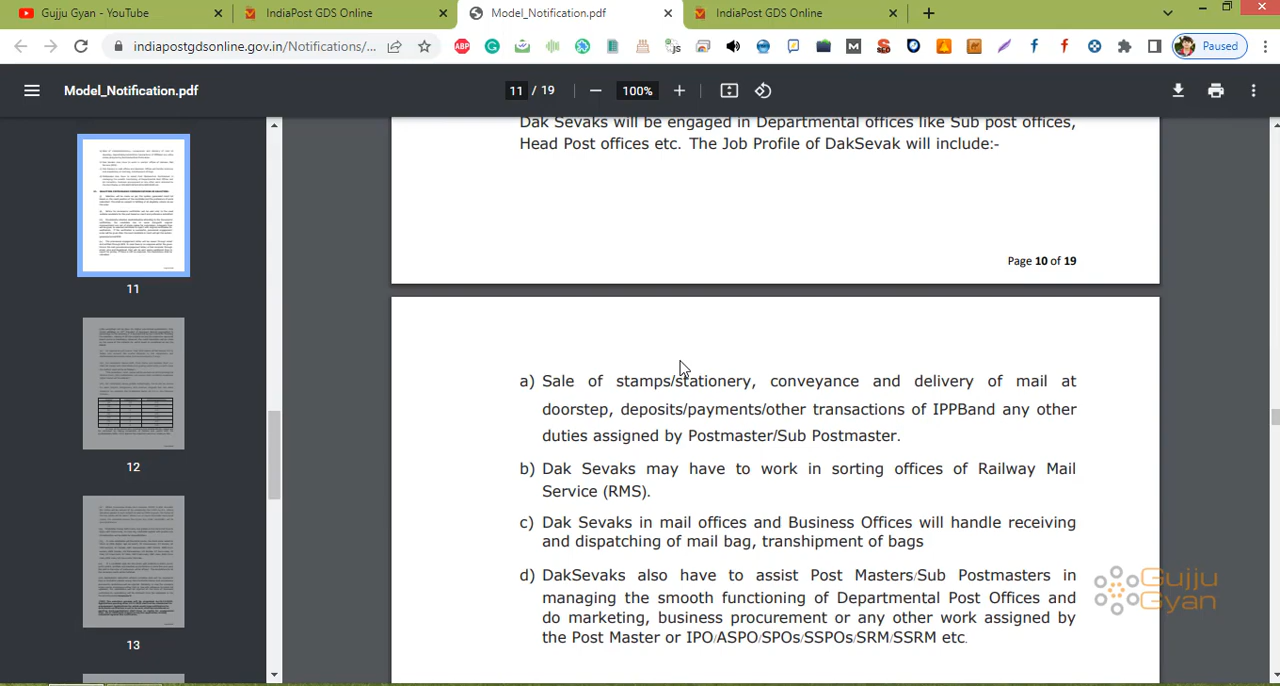 Gujju Gyan - YouTube
IndiaPost GDS Online
Model_Notification.pdf
IndiaPost GDS Online
indiapostgdsonline.gov.in/Notifications/...
Paused
Model_Notification.pdf
11 / 19
100%
Dak Sevaks will be engaged in Departmental offices like Sub post offices,
Head Post offices etc. The Job Profile of DakSevak will include:-
Page 10 of 19
11
12
13
a) Sale of stamps/stationery, conveyance and delivery of mail at
doorstep, deposits/payments/other transactions of IPPBand any other
duties assigned by Postmaster/Sub Postmaster.
b) Dak Sevaks may have to work in sorting offices of Railway Mail
Service (RMS).
c) Dak Sevaks in mail offices and Business Offices will handle receiving
and dispatching of mail bag, transhipment of bags
d) DakSevaks also have to assist Post Masters/Sub Postmasters in
managing the smooth functioning of Departmental Post Offices and
do marketing, business procurement or any other work assigned by
the Post Master or IPO/ASPO/SPOs/SSPOs/SRM/SSRM etc.
Gujju
Gyan